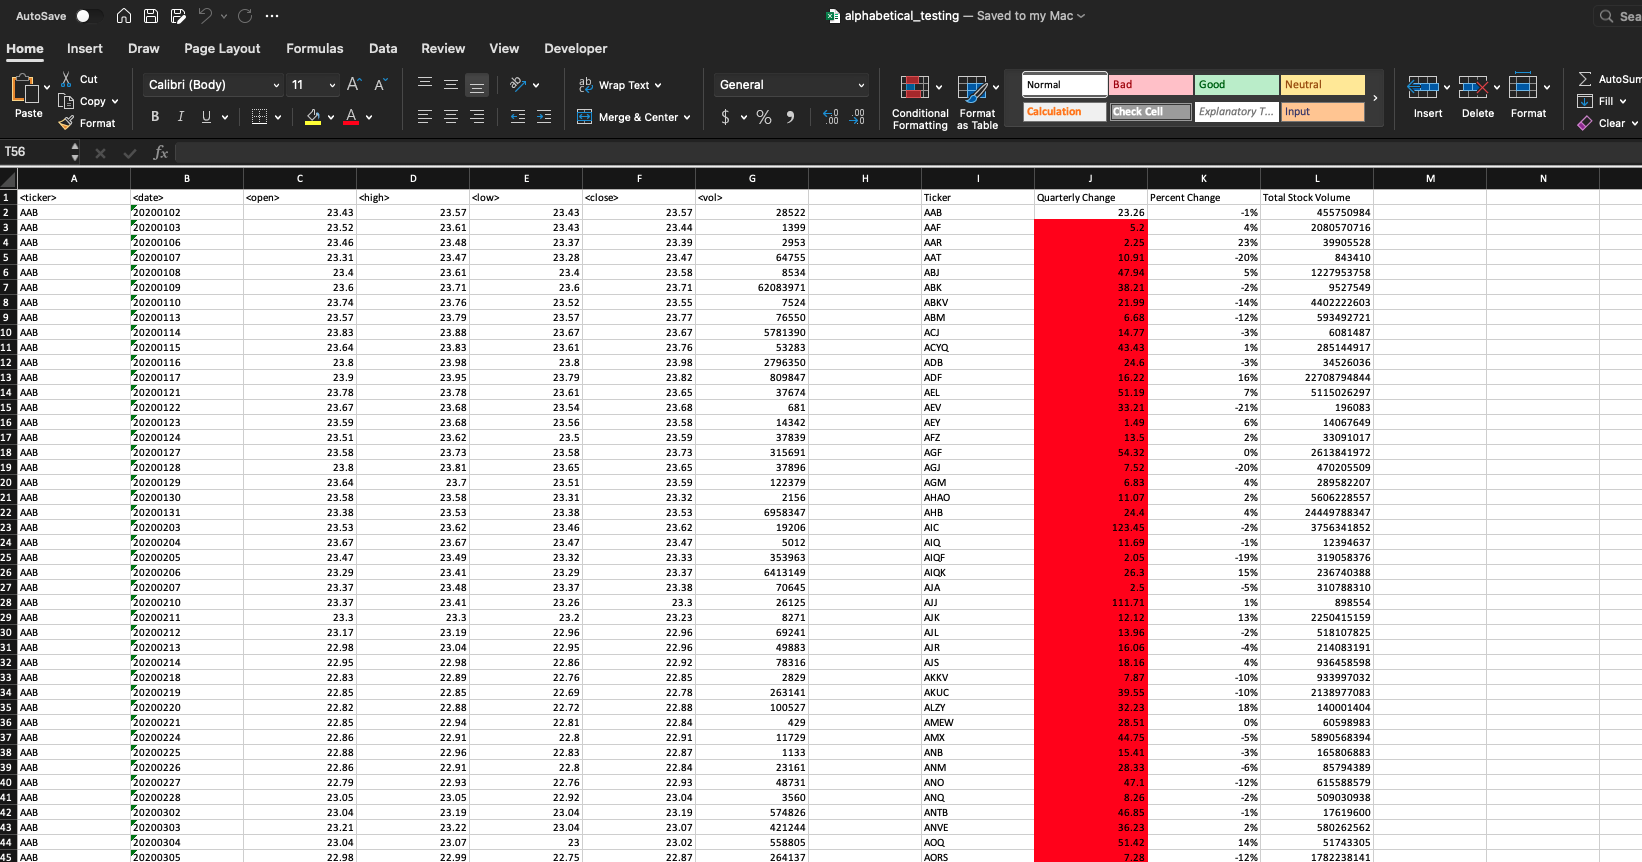 AutoSave
alphabetical_testing — Saved to my Mac
Sea
Home Insert Draw Page Layout Formulas Data Review View Developer
Paste
Cut
Copy
Format
Calibri (Body) 11
B I U
Wrap Text
Merge & Center
General
Conditional Formatting
Format as Table
Normal Bad Good Neutral
Calculation Check Cell Explanatory T... Input
Insert Delete Format
AutoSum
Fill
Clear
T56 fx
A B C D E F G H I J K L M N
1 <ticker> <date> <open> <high> <low> <close> <vol> Ticker Quarterly Change Percent Change Total Stock Volume
2 AAB 20200102 23.43 23.57 23.43 23.57 28522 AAB 23.26 -1% 455750984
3 AAB 20200103 23.52 23.61 23.43 23.44 1399 AAF 5.2 4% 2080570716
4 AAB 20200106 23.46 23.48 23.37 23.39 2953 AAR 2.25 23% 39905528
5 AAB 20200107 23.31 23.47 23.28 23.47 64755 AAT 10.91 -20% 843410
6 AAB 20200108 23.4 23.61 23.4 23.58 8534 ABJ 47.94 5% 1227953758
7 AAB 20200109 23.6 23.71 23.6 23.71 62083971 ABK 38.21 -2% 9527549
8 AAB 20200110 23.74 23.76 23.52 23.55 7524 ABKV 21.99 -14% 4402222603
9 AAB 20200113 23.57 23.79 23.57 23.77 76550 ABM 6.68 -12% 593492721
10 AAB 20200114 23.83 23.88 23.67 23.67 5781390 ACJ 14.77 -3% 6081487
11 AAB 20200115 23.64 23.83 23.61 23.76 53283 ACYQ 43.43 1% 285144917
12 AAB 20200116 23.8 23.98 23.8 23.98 2796350 ADB 24.6 -3% 34526036
13 AAB 20200117 23.9 23.95 23.79 23.82 809847 ADF 16.22 16% 22708794844
14 AAB 20200121 23.78 23.78 23.61 23.65 37674 AEL 51.19 7% 5115026297
15 AAB 20200122 23.67 23.68 23.54 23.68 681 AEV 33.21 -21% 196083
16 AAB 20200123 23.59 23.68 23.56 23.58 14342 AEY 1.49 6% 14067649
17 AAB 20200124 23.51 23.62 23.5 23.59 37839 AFZ 13.5 2% 33091017
18 AAB 20200127 23.58 23.73 23.58 23.73 315691 AGF 54.32 0% 2613841972
19 AAB 20200128 23.8 23.81 23.65 23.65 37896 AGJ 7.52 -20% 470205509
20 AAB 20200129 23.64 23.7 23.51 23.59 122379 AGM 6.83 4% 289582207
21 AAB 20200130 23.58 23.58 23.31 23.32 2156 AHAO 11.07 2% 5606228557
22 AAB 20200131 23.38 23.53 23.38 23.53 6958347 AHB 24.4 4% 24449788347
23 AAB 20200203 23.53 23.62 23.46 23.62 19206 AIC 123.45 -2% 3756341852
24 AAB 20200204 23.67 23.67 23.47 23.47 5012 AIQ 11.69 -1% 12394637
25 AAB 20200205 23.47 23.49 23.32 23.33 353963 AIQF 2.05 -19% 319058376
26 AAB 20200206 23.29 23.41 23.29 23.37 6413149 AIQK 26.3 15% 236740388
27 AAB 20200207 23.37 23.48 23.37 23.38 70645 AJA 2.5 -5% 310788310
28 AAB 20200210 23.37 23.41 23.26 23.3 26125 AJJ 111.71 1% 898554
29 AAB 20200211 23.3 23.3 23.2 23.23 8271 AJK 12.12 13% 2250415159
30 AAB 20200212 23.17 23.19 22.96 22.96 69241 AJL 13.96 -2% 518107825
31 AAB 20200213 22.98 23.04 22.95 22.96 49883 AJR 16.06 -4% 214083191
32 AAB 20200214 22.95 22.98 22.86 22.92 78316 AJS 18.16 4% 936458598
33 AAB 20200218 22.83 22.89 22.76 22.85 2829 AKKV 7.87 -10% 933997032
34 AAB 20200219 22.85 22.85 22.69 22.78 263141 AKUC 39.55 -10% 2138977083
35 AAB 20200220 22.82 22.88 22.72 22.88 100527 ALZY 32.23 18% 140001404
36 AAB 20200221 22.85 22.94 22.81 22.84 429 AMEW 28.51 0% 60598983
37 AAB 20200224 22.86 22.91 22.8 22.91 11729 AMX 44.75 -5% 5890568394
38 AAB 20200225 22.88 22.96 22.83 22.87 1133 ANB 15.41 -3% 165806883
39 AAB 20200226 22.86 22.91 22.8 22.84 23161 ANM 28.33 -6% 85794389
40 AAB 20200227 22.79 22.93 22.76 22.93 48731 ANO 47.1 -12% 615588579
41 AAB 20200228 23.05 23.05 22.92 23.04 3560 ANQ 8.26 -2% 509030938
42 AAB 20200302 23.04 23.19 23.04 23.19 574826 ANTB 46.85 -1% 17619600
43 AAB 20200303 23.21 23.22 23.04 23.07 421244 ANVE 36.23 2% 580262562
44 AAB 20200304 23.04 23.07 23 23.02 558805 AOQ 51.42 14% 51743305
45 AAB 20200305 22.98 22.99 22.75 22.87 264137 AORS 7.28 -12% 1782238141